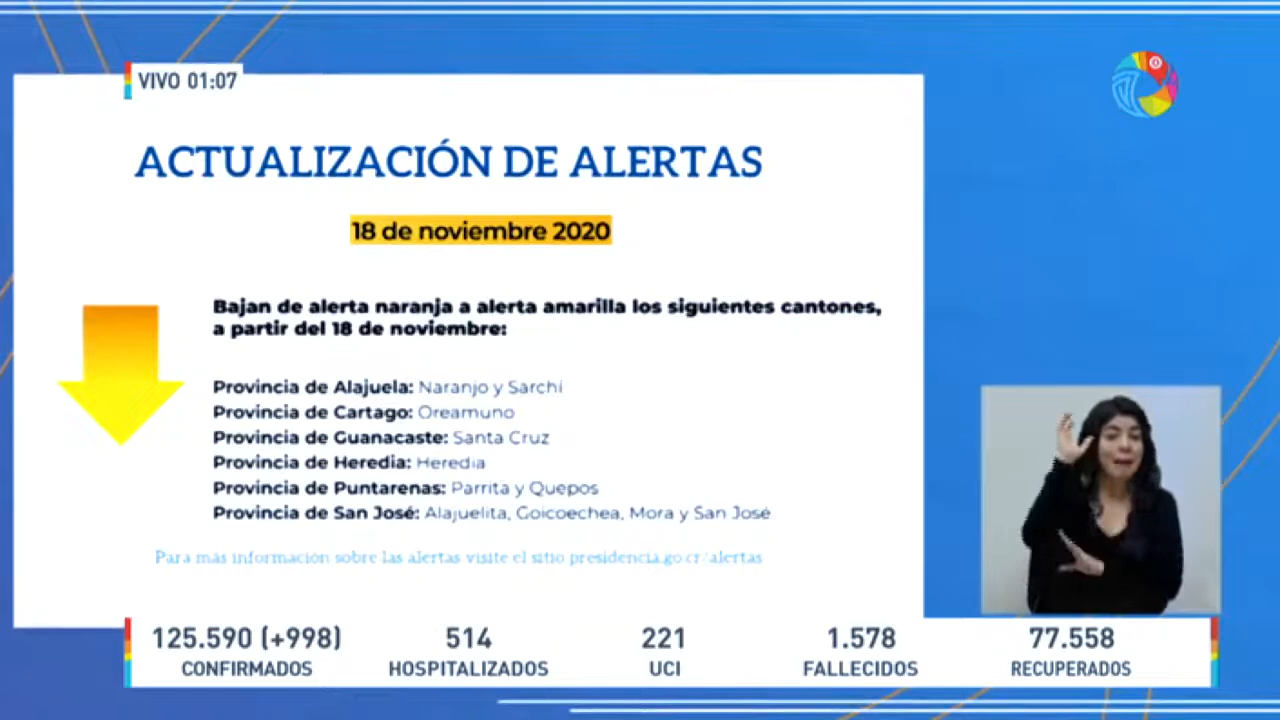 VIVO 01:07
ACTUALIZACIÓN DE ALERTAS
18 de noviembre 2020
Bajan de alerta naranja a alerta amarilla los siguientes cantones,
a partir del 18 de noviembre:
Provincia de Alajuela: Naranjo y Sarchí
Provincia de Cartago: Oreamuno
Provincia de Guanacaste: Santa Cruz
Provincia de Heredia: Heredia
Provincia de Puntarenas: Parrita y Quepos
Provincia de San José: Alajuelita, Goicoechea, Mora y San José
Para más información sobre las alertas visite el sitio presidencia.go.cr/alertas
125.590 (+998) 514 221 1.578 77.558
CONFIRMADOS HOSPITALIZADOS UCI FALLECIDOS RECUPERADOS